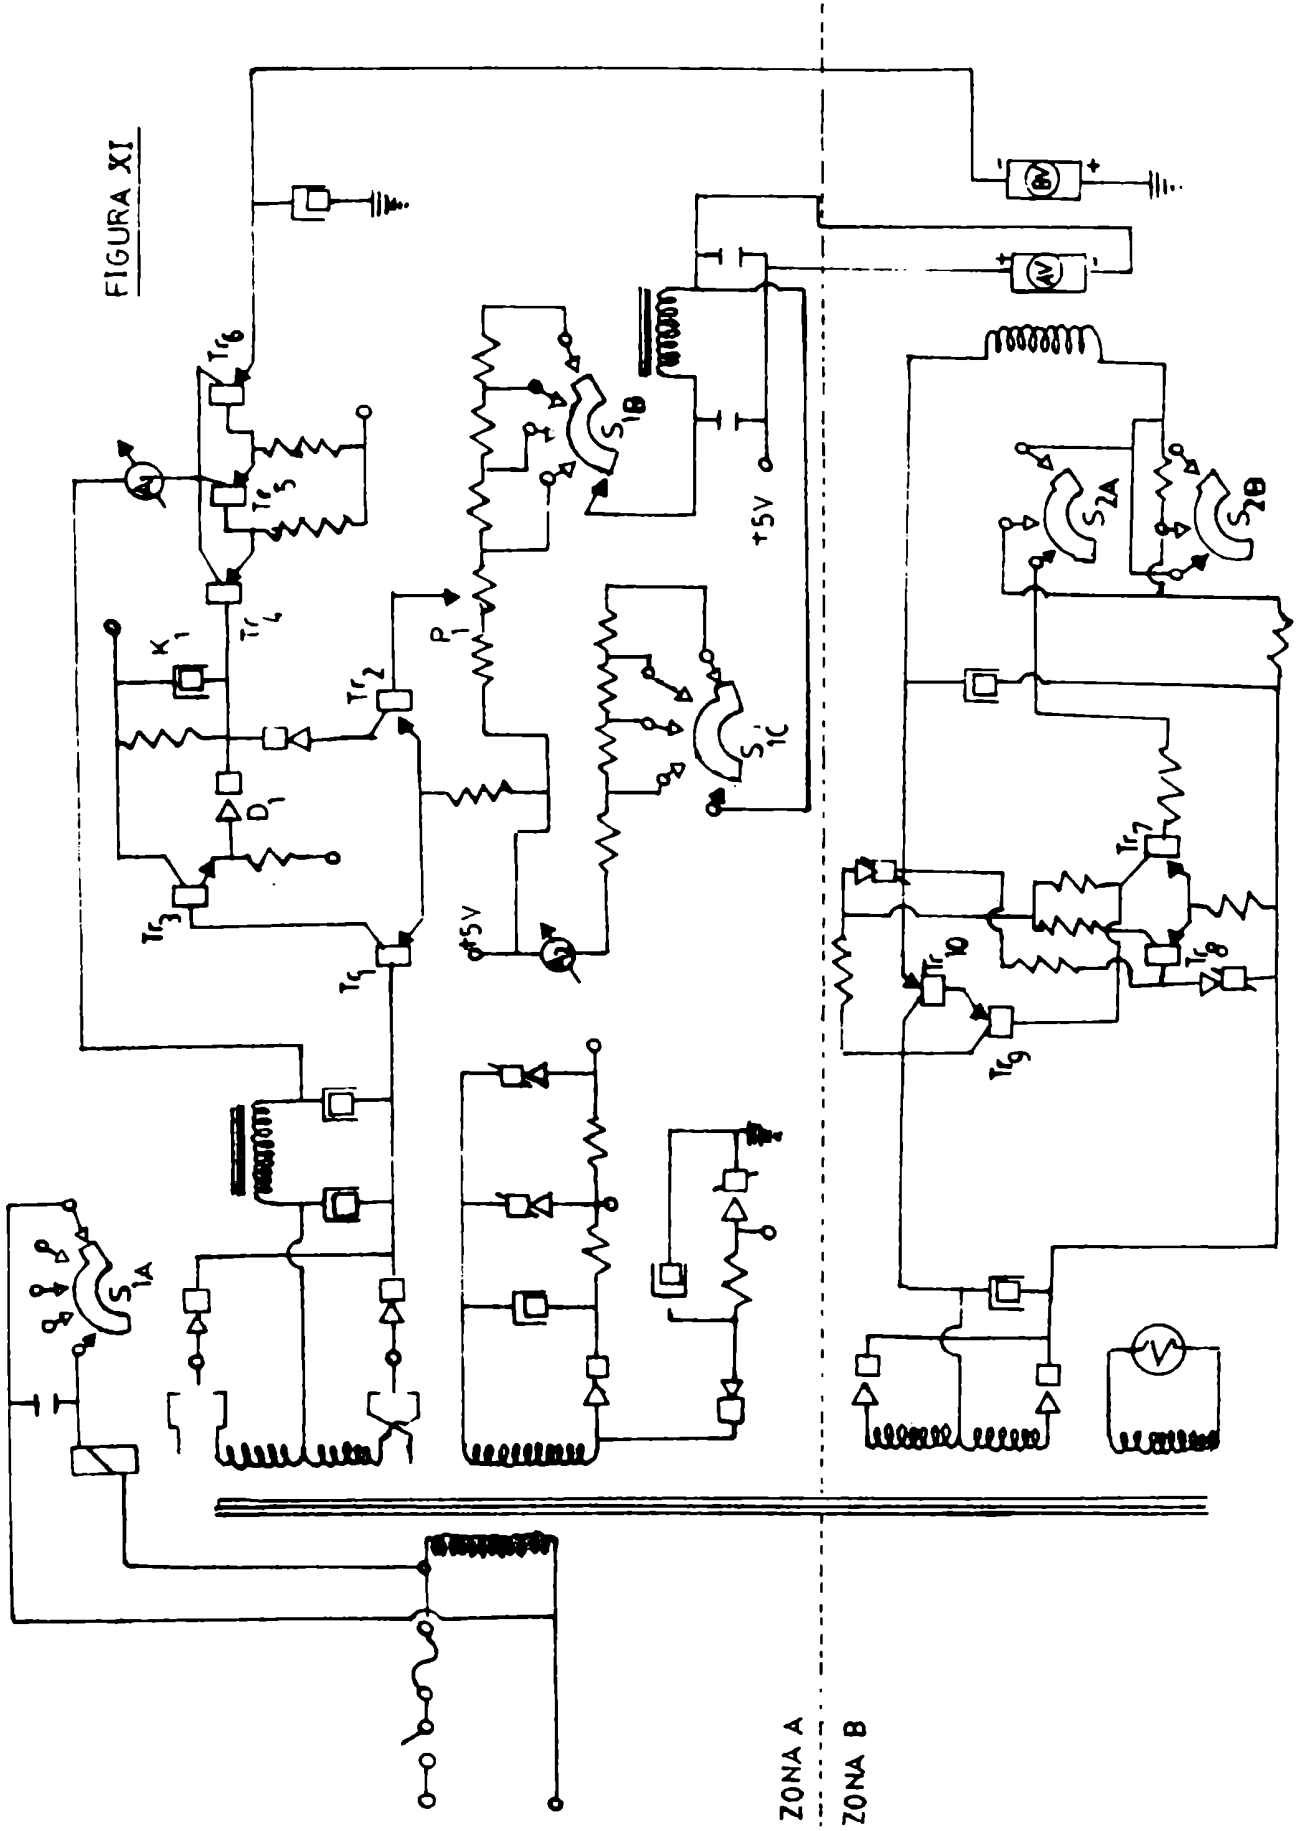 FIGURA XI
S1A
Tr3
D1
K1
Tr4
Tr5
Tr6
Tr1
Tr2
P1
+5V
S1B
S1C
+5V
ZONA A
ZONA B
Tr10
Tr9
Tr7
Tr8
S2A
S2B
+
-
-
+